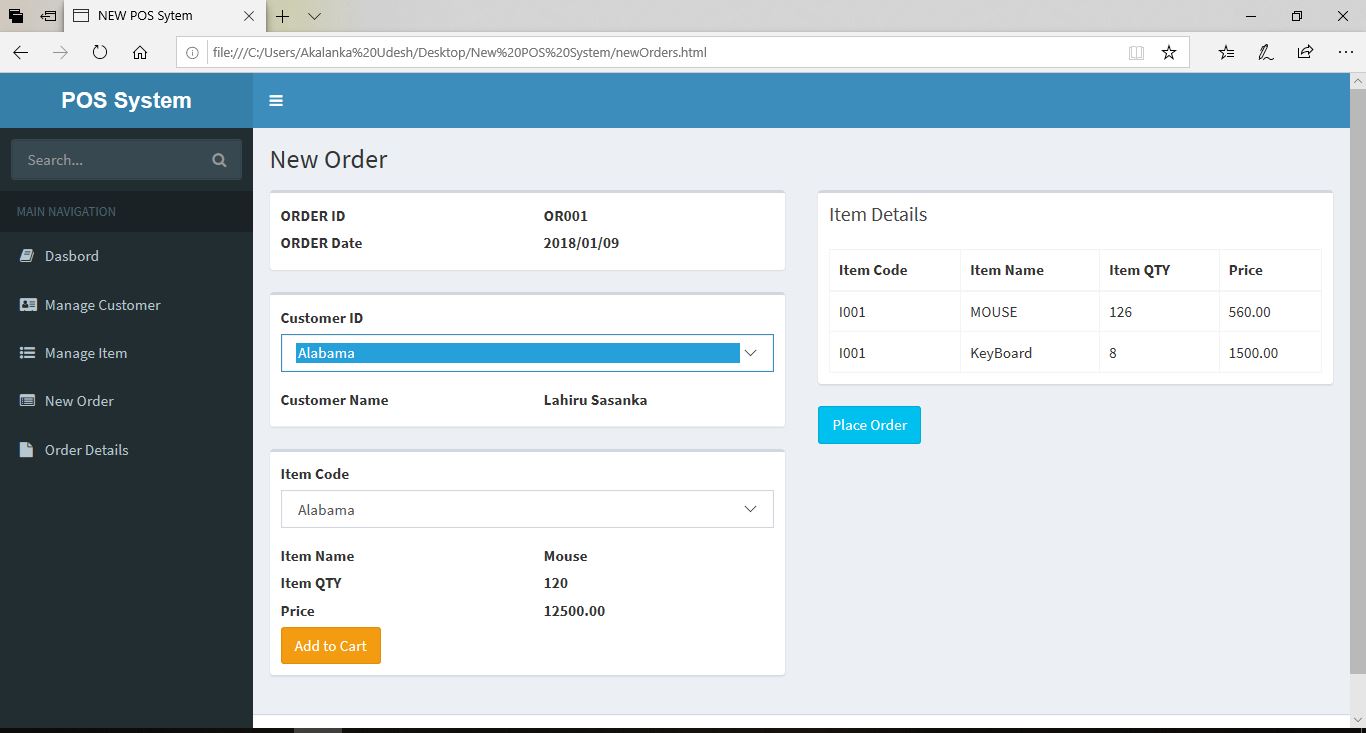 NEW POS Sytem
file:///C:/Users/Akalanka%20Udesh/Desktop/New%20POS%20System/newOrders.html
POS System
Search...
MAIN NAVIGATION
Dasbord
Manage Customer
Manage Item
New Order
Order Details
New Order
ORDER ID OR001
ORDER Date 2018/01/09
Customer ID
Alabama
Customer Name Lahiru Sasanka
Item Code
Alabama
Item Name Mouse
Item QTY 120
Price 12500.00
Add to Cart
Item Details
Item Code Item Name Item QTY Price
I001 MOUSE 126 560.00
I001 KeyBoard 8 1500.00
Place Order